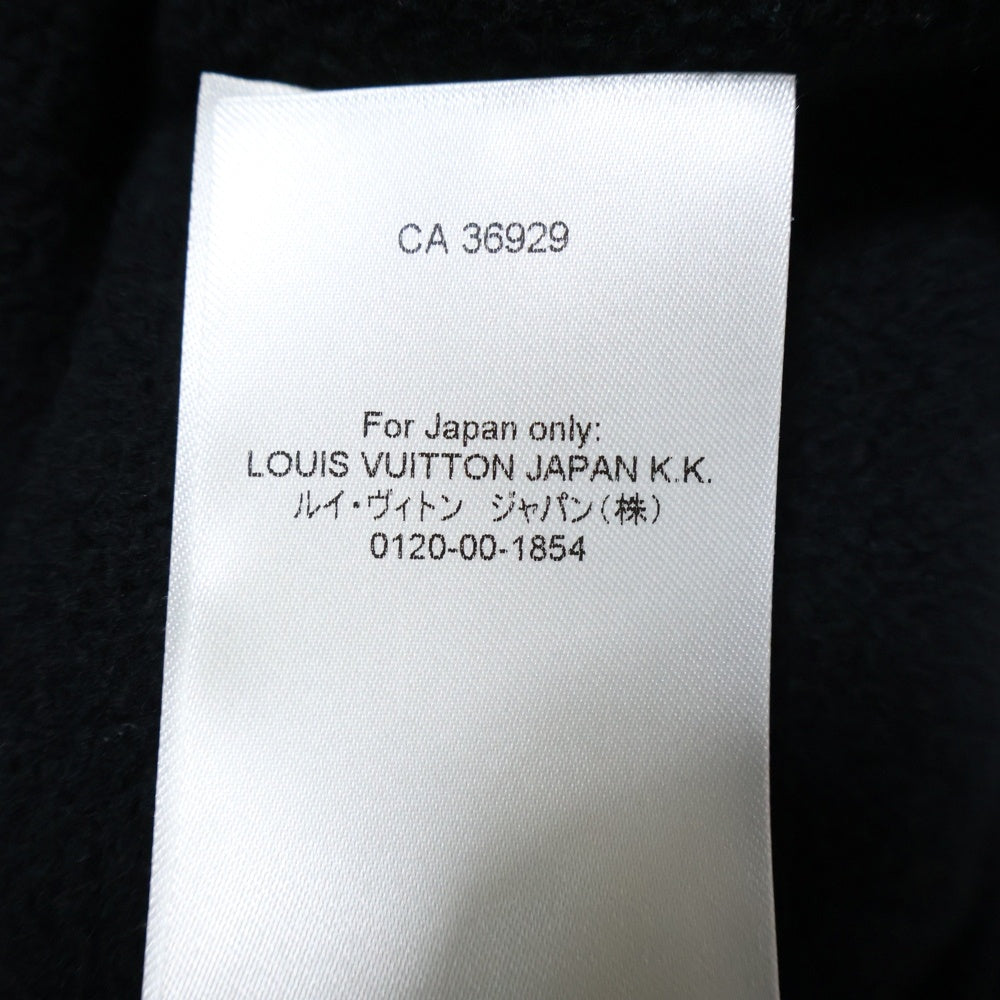 CA 36929
For Japan only:
LOUIS VUITTON JAPAN K.K.
ルイ・ヴィトン ジャパン(株)
0120-00-1854